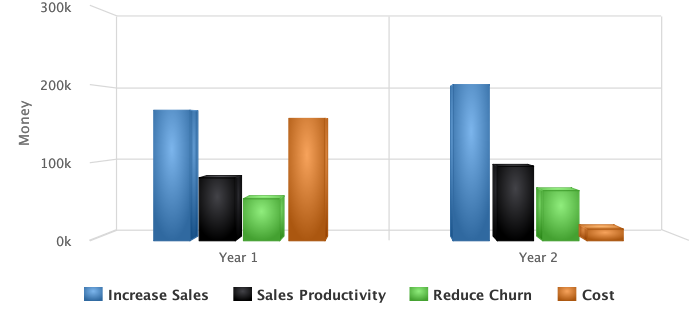 300k
200k
100k
0k
Money
Year 1
Year 2
Increase Sales
Sales Productivity
Reduce Churn
Cost